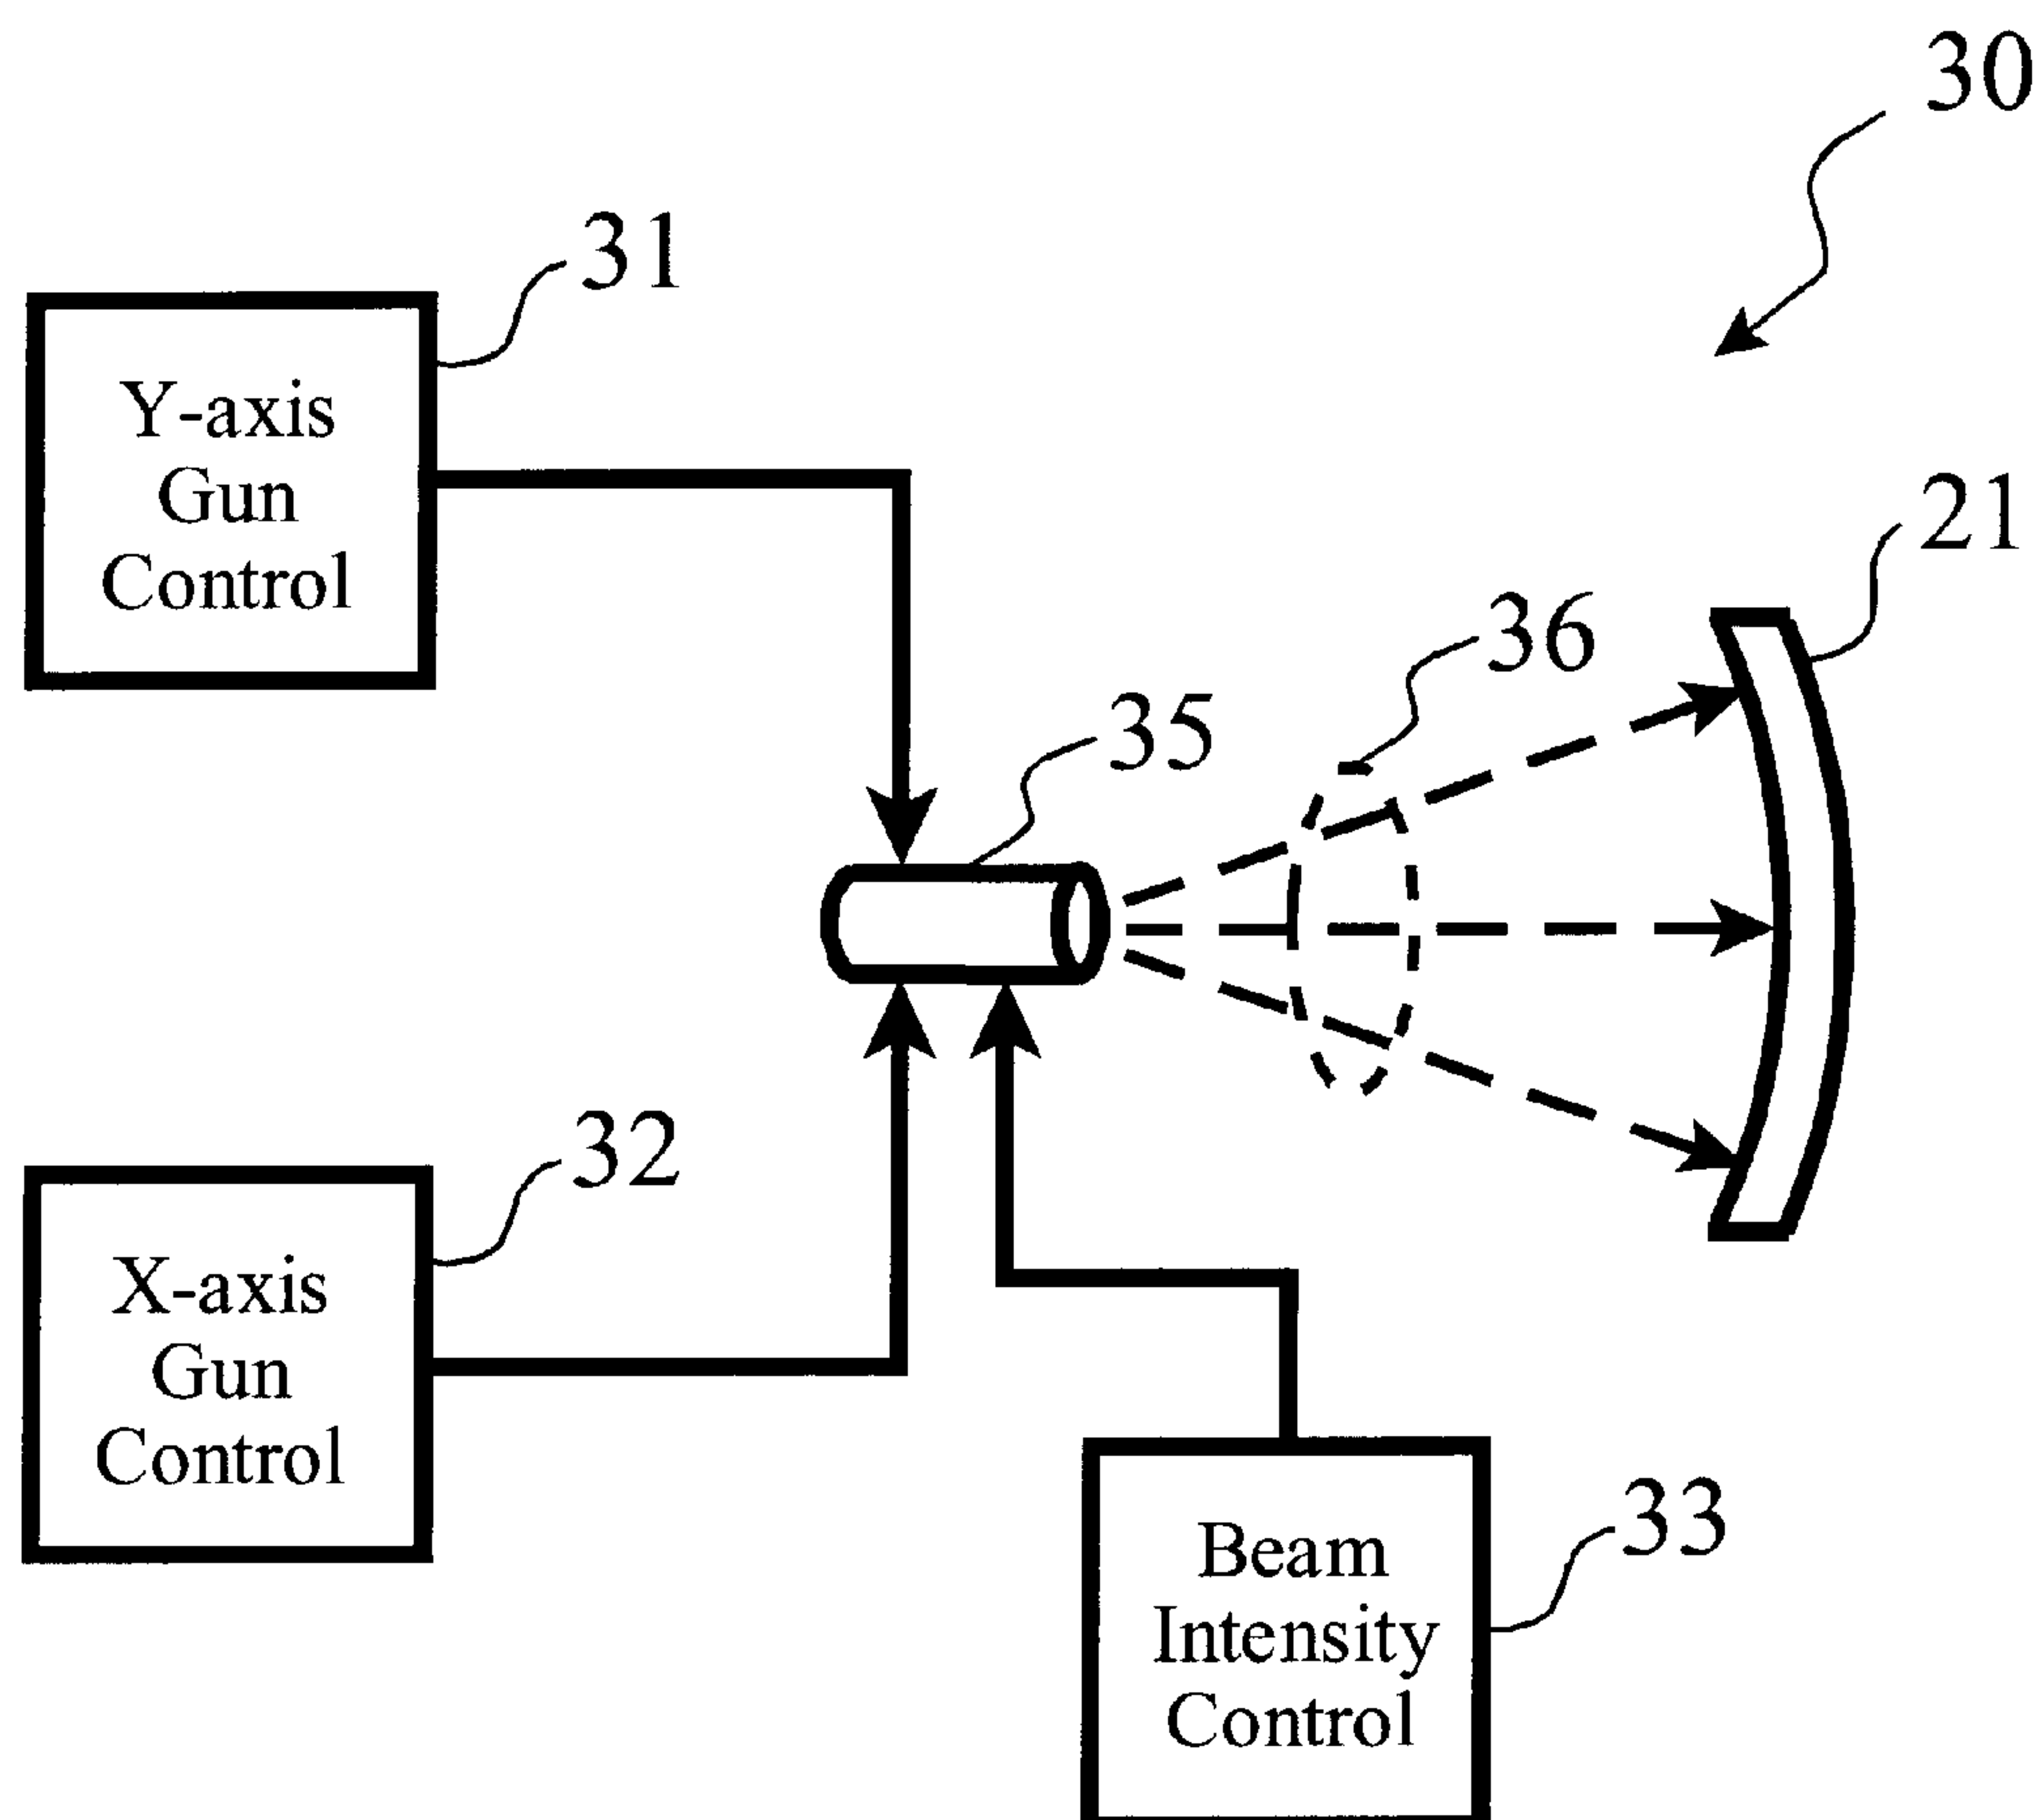 30
31
Y-axis
Gun
Control
21
36
35
32
X-axis
Gun
Control
33
Beam
Intensity
Control